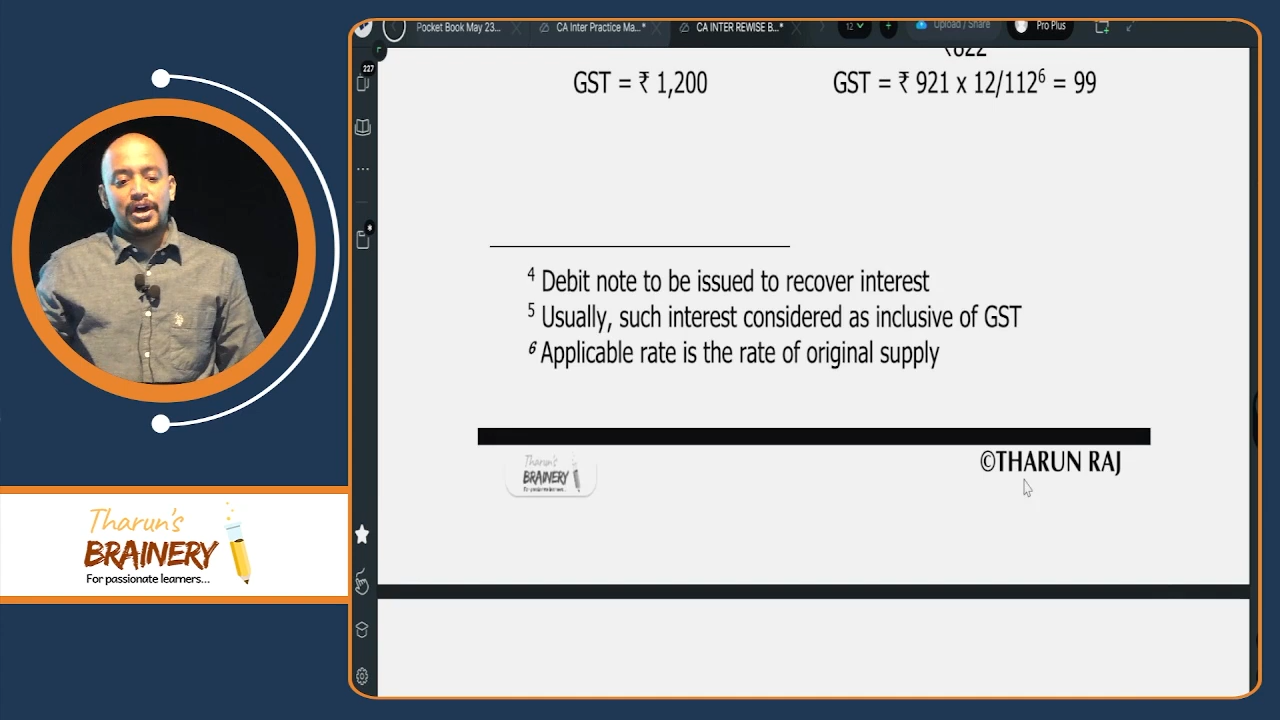 Pocket Book May 23...
CA Inter Practice Ma...*
CA INTER REWISE B...*
12
Upload / Share
Pro Plus
227
GST = ₹ 1,200
GST = ₹ 921 x 12/112⁶ = 99
⁴ Debit note to be issued to recover interest
⁵ Usually, such interest considered as inclusive of GST
⁶ Applicable rate is the rate of original supply
Tharun's
BRAINERY
©THARUN RAJ
Tharun's
BRAINERY
For passionate learners...